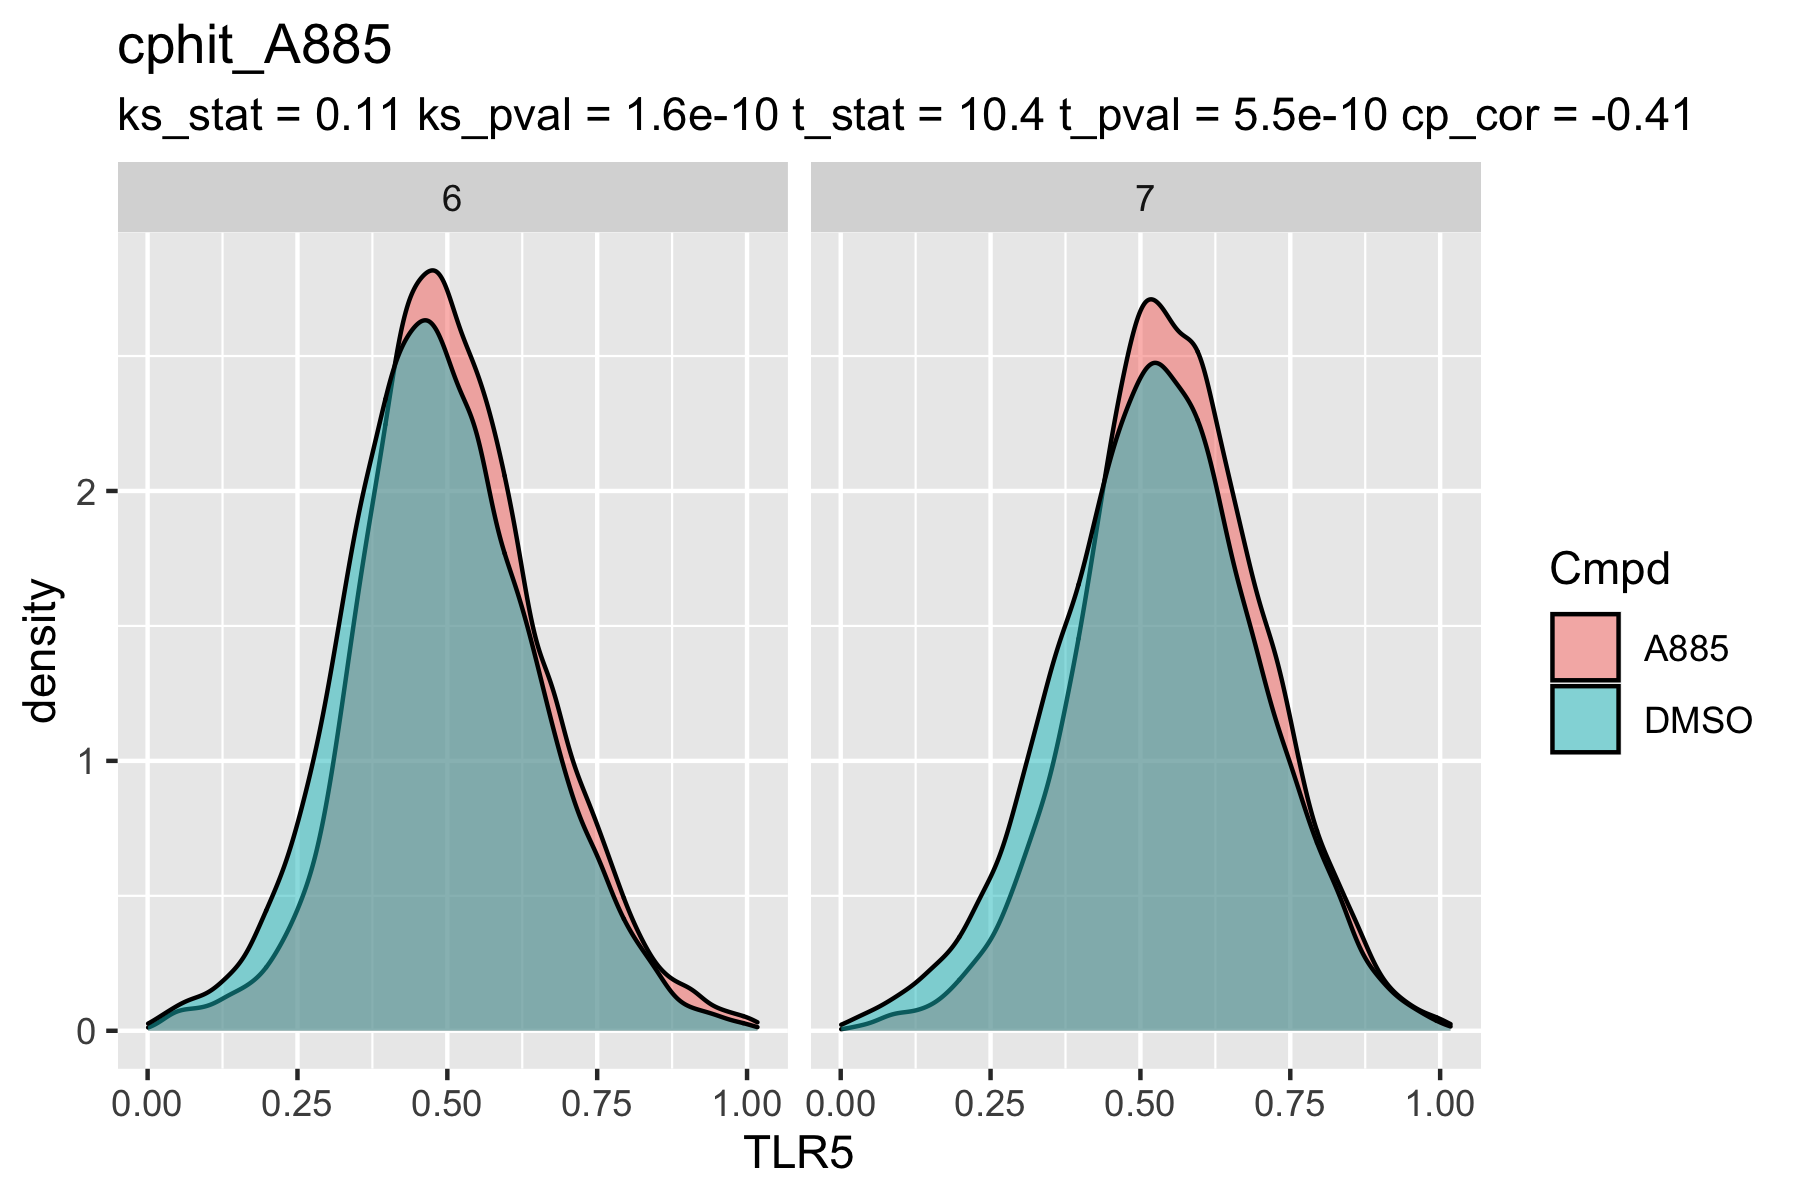 cphit_A885
ks_stat = 0.11 ks_pval = 1.6e-10 t_stat = 10.4 t_pval = 5.5e-10 cp_cor = -0.41
6 7
2
1
0
density
0.00 0.25 0.50 0.75 1.00 0.00 0.25 0.50 0.75 1.00
TLR5
Cmpd
A885
DMSO